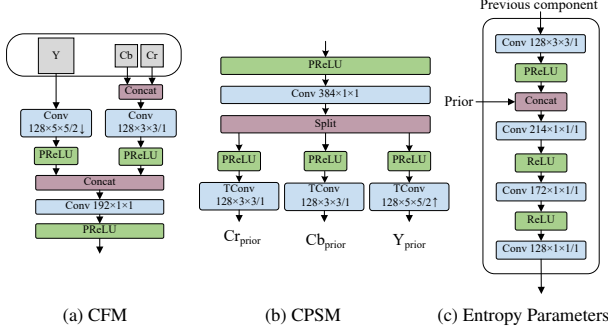 Y
Cb
Cr
Concat
Conv
128×5×5/2↓
Conv
128×3×3/1
PReLU
PReLU
Concat
Conv 192×1×1
PReLU
(a) CFM
PReLU
Conv 384×1×1
Split
PReLU
PReLU
PReLU
TConv
128×3×3/1
TConv
128×3×3/1
TConv
128×5×5/2↑
Cr_prior
Cb_prior
Y_prior
(b) CPSM
Previous component
Conv 128×3×3/1
PReLU
Prior
Concat
Conv 214×1×1/1
ReLU
Conv 172×1×1/1
ReLU
Conv 128×1×1/1
(c) Entropy Parameters